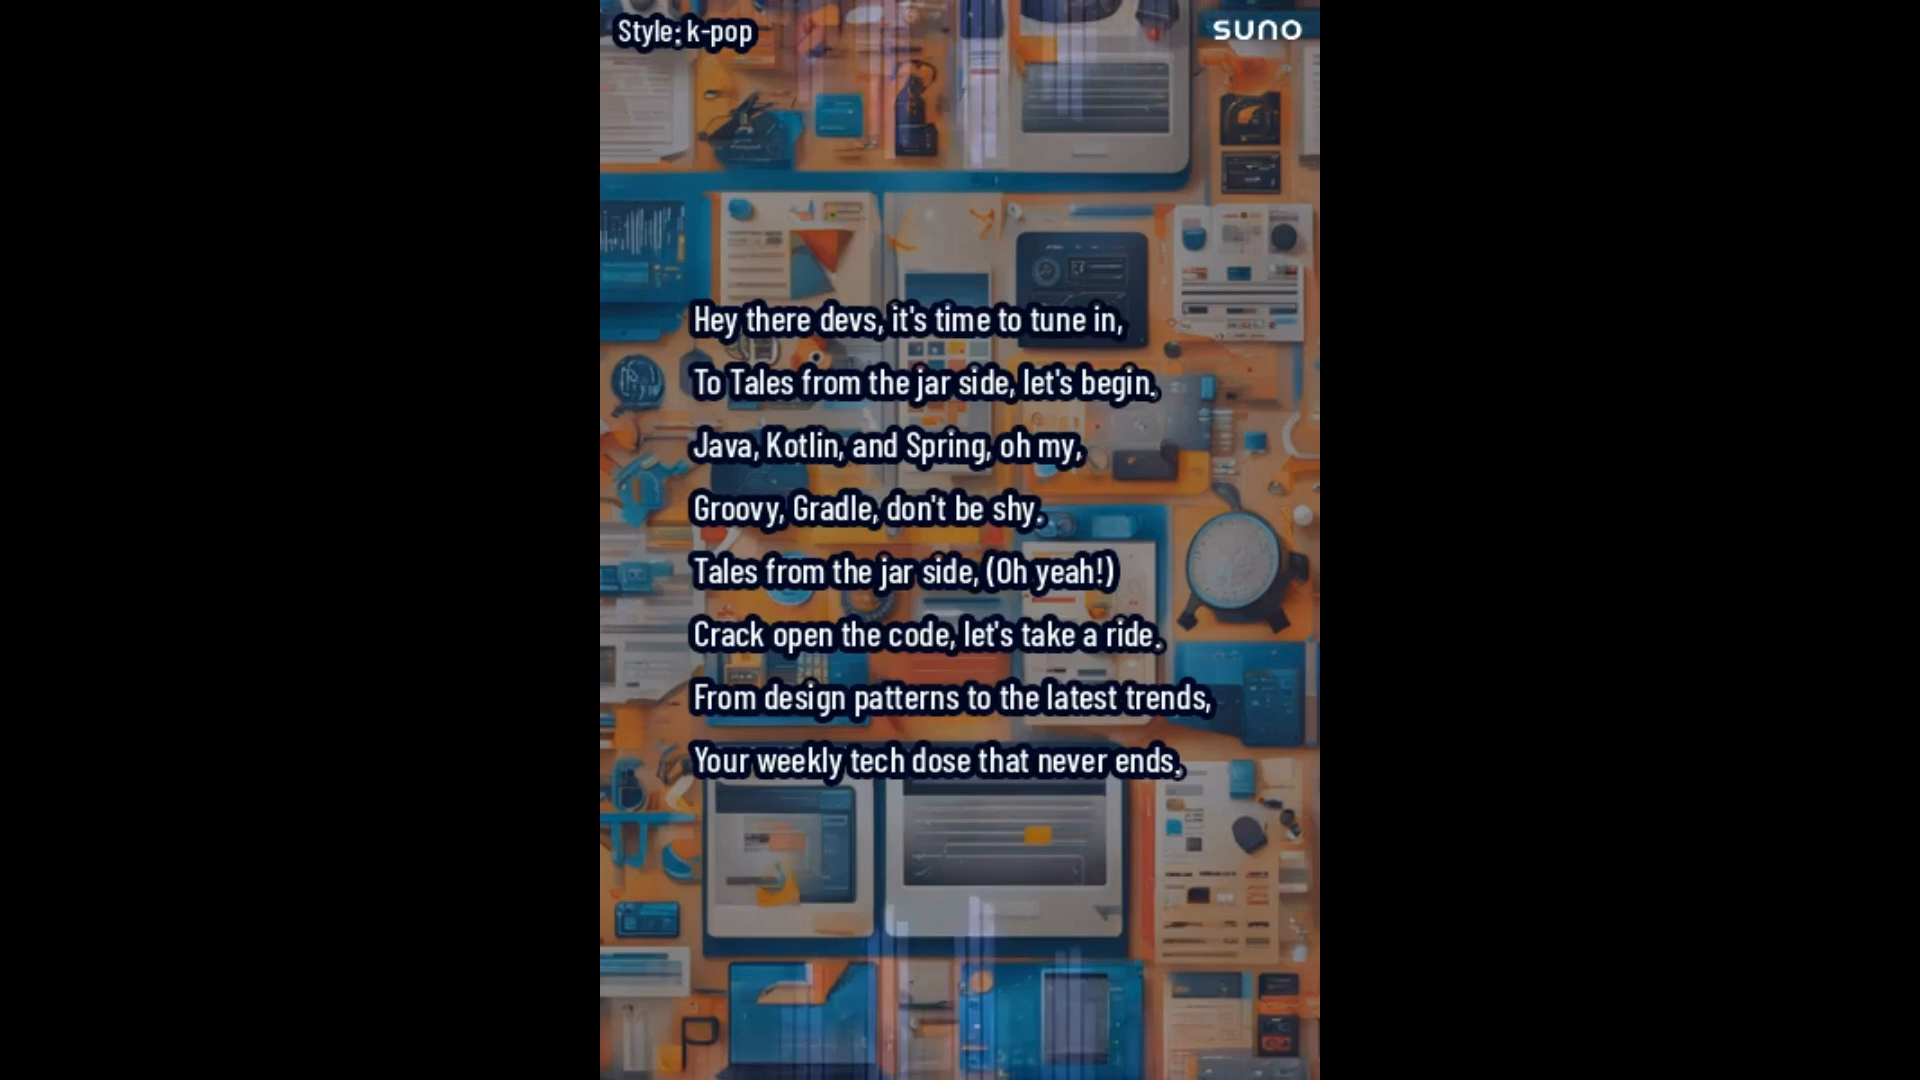 Style: k-pop
SUNO
Hey there devs, it's time to tune in,
To Tales from the jar side, let's begin.
Java, Kotlin, and Spring, oh my,
Groovy, Gradle, don't be shy.
Tales from the jar side, (Oh yeah!)
Crack open the code, let's take a ride.
From design patterns to the latest trends,
Your weekly tech dose that never ends.